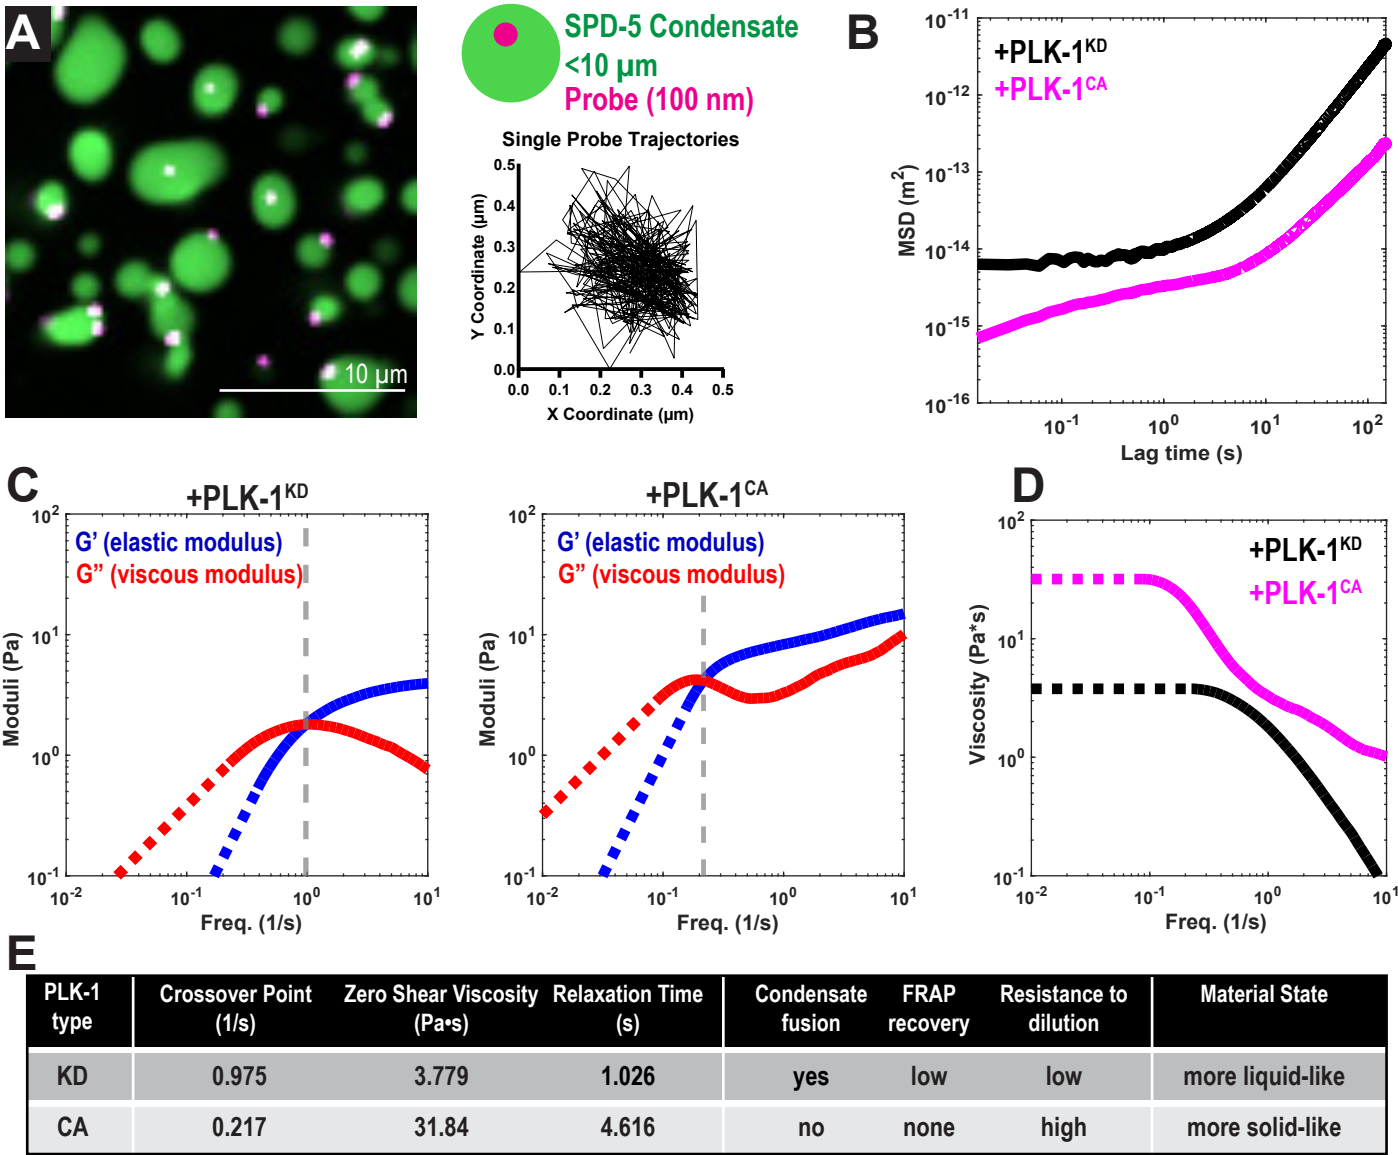 A
10 µm
SPD-5 Condensate
<10 µm
Probe (100 nm)
Single Probe Trajectories
Y Coordinate (µm)
0.5
0.4
0.3
0.2
0.1
0.0
0.0 0.1 0.2 0.3 0.4 0.5
X Coordinate (µm)
B
+PLK-1KD
+PLK-1CA
MSD (m2)
10-11
10-12
10-13
10-14
10-15
10-16
10-1 100 101 102
Lag time (s)
C
+PLK-1KD
G' (elastic modulus)
G” (viscous modulus)
Moduli (Pa)
102
101
100
10-1
10-2 10-1 100 101
Freq. (1/s)
+PLK-1CA
G' (elastic modulus)
G” (viscous modulus)
Moduli (Pa)
102
101
100
10-1
10-2 10-1 100 101
Freq. (1/s)
D
+PLK-1KD
+PLK-1CA
Viscosity (Pa*s)
102
101
100
10-1
10-2 10-1 100 101
Freq. (1/s)
E
PLK-1 type Crossover Point (1/s) Zero Shear Viscosity (Pa•s) Relaxation Time (s) Condensate fusion FRAP recovery Resistance to dilution Material State
KD 0.975 3.779 1.026 yes low low more liquid-like
CA 0.217 31.84 4.616 no none high more solid-like